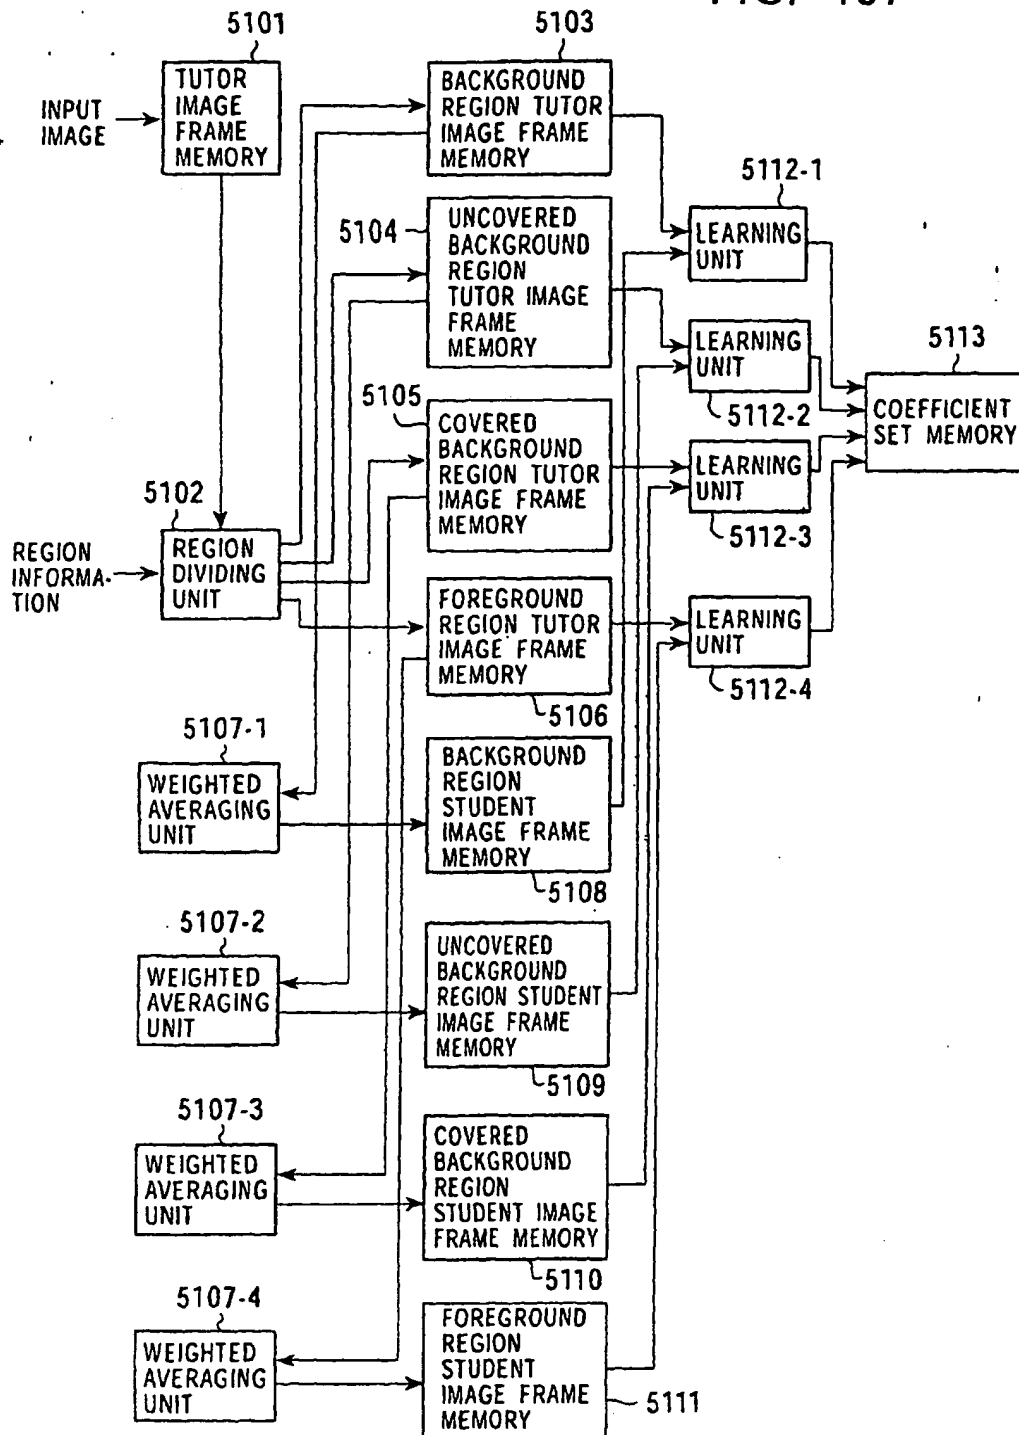 5101
TUTOR
IMAGE
FRAME
MEMORY
INPUT
IMAGE
5103
BACKGROUND
REGION TUTOR
IMAGE FRAME
MEMORY
5104
UNCOVERED
BACKGROUND
REGION
TUTOR IMAGE
FRAME
MEMORY
5112-1
LEARNING
UNIT
LEARNING
UNIT
5112-2
5113
COEFFICIENT
SET MEMORY
5105
COVERED
BACKGROUND
REGION TUTOR
IMAGE FRAME
MEMORY
LEARNING
UNIT
5112-3
5102
REGION
DIVIDING
UNIT
REGION
INFORMA-
TION
FOREGROUND
REGION TUTOR
IMAGE FRAME
MEMORY
5106
LEARNING
UNIT
5112-4
5107-1
WEIGHTED
AVERAGING
UNIT
BACKGROUND
REGION
STUDENT
IMAGE FRAME
MEMORY
5108
5107-2
WEIGHTED
AVERAGING
UNIT
UNCOVERED
BACKGROUND
REGION STUDENT
IMAGE FRAME
MEMORY
5109
5107-3
WEIGHTED
AVERAGING
UNIT
COVERED
BACKGROUND
REGION
STUDENT IMAGE
FRAME MEMORY
5110
5107-4
WEIGHTED
AVERAGING
UNIT
FOREGROUND
REGION
STUDENT
IMAGE FRAME
MEMORY
5111